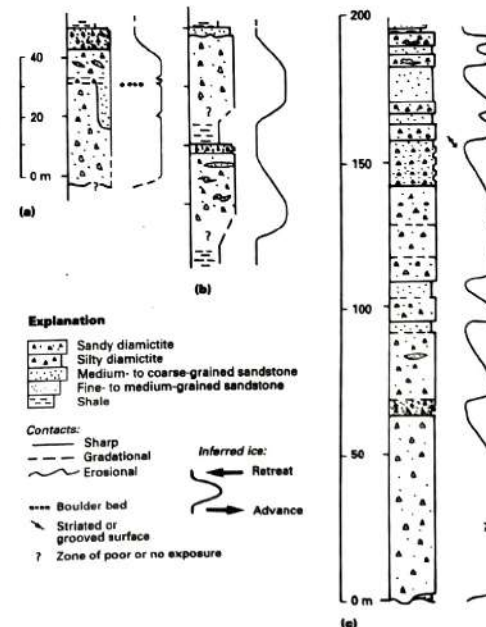 40
20
0 m
?
(a)
?
?
(b)
200
150
100
50
0 m
?
(c)
Explanation
Sandy diamictite
Silty diamictite
Medium- to coarse-grained sandstone
Fine- to medium-grained sandstone
Shale
Contacts:
Sharp
Gradational
Erosional
Boulder bed
Striated or
grooved surface
? Zone of poor or no exposure
Inferred ice:
Retreat
Advance